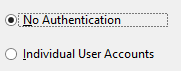 No Authentication
Individual User Accounts